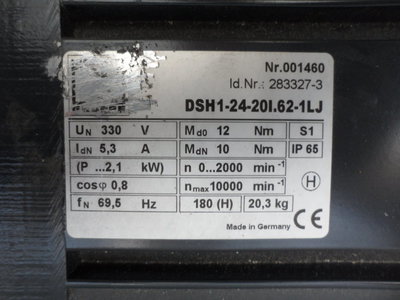 Nr.001460
Id.Nr.: 283327-3
DSH1-24-20I.62-1LJ
UN 330 V Md0 12 Nm S1
IdN 5,3 A MdN 10 Nm IP 65
(P ...2,1 kW) n 0...2000 min-1
cosφ 0,8 nmax10000 min-1 H
fN 69,5 Hz 180 (H) 20,3 kg
Made in Germany CE